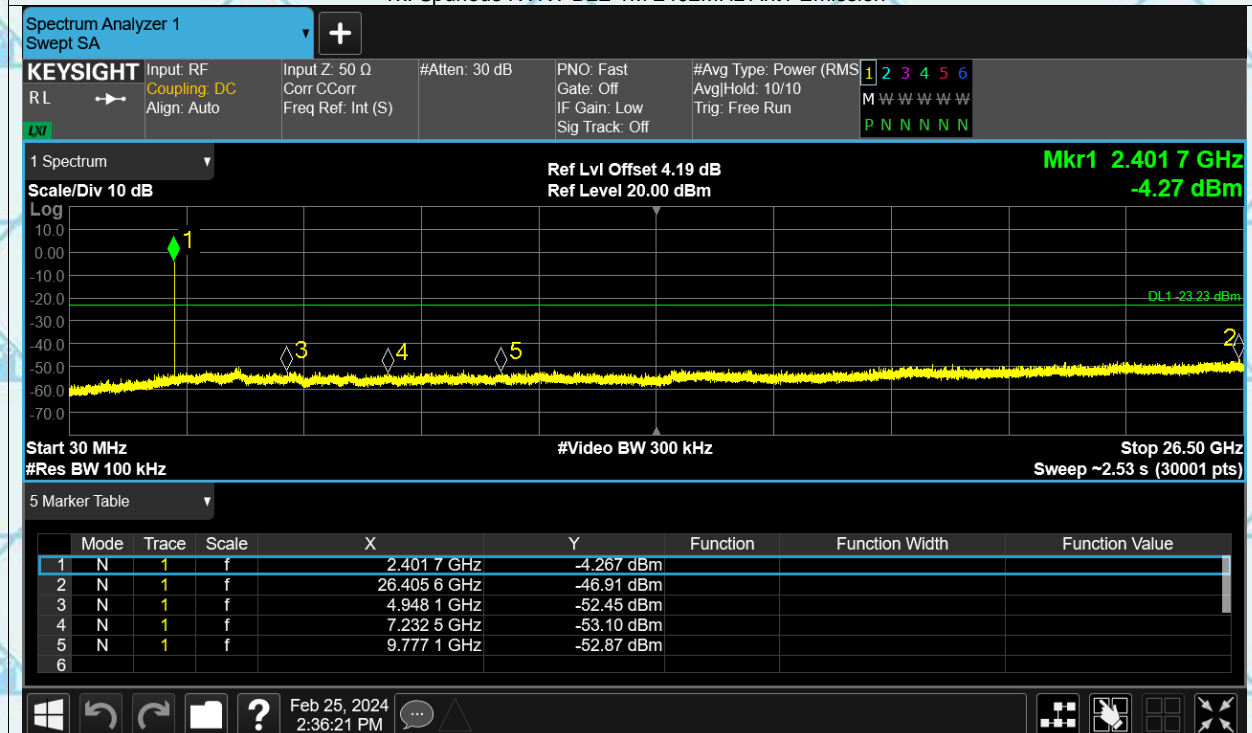 Tx. Spurious NVNT BLE 1M 2402MHz Ant1 Emission
Spectrum Analyzer 1
Swept SA
+
KEYSIGHT
RL
LXI
Input: RF
Coupling: DC
Align: Auto
Input Z: 50 Ω
Corr CCorr
Freq Ref: Int (S)
#Atten: 30 dB
PNO: Fast
Gate: Off
IF Gain: Low
Sig Track: Off
#Avg Type: Power (RMS
Avg|Hold: 10/10
Trig: Free Run
1 2 3 4 5 6
M W W W W W
P N N N N N
1 Spectrum
Scale/Div 10 dB
Ref Lvl Offset 4.19 dB
Ref Level 20.00 dBm
Mkr1 2.401 7 GHz
-4.27 dBm
Log
10.0
0.00
-10.0
-20.0
-30.0
-40.0
-50.0
-60.0
-70.0
1
DL1 -23.23 dBm
2
3
4
5
Start 30 MHz
#Res BW 100 kHz
#Video BW 300 kHz
Stop 26.50 GHz
Sweep ~2.53 s (30001 pts)
5 Marker Table
Mode Trace Scale X Y Function Function Width Function Value
1 N 1 f 2.401 7 GHz -4.267 dBm
2 N 1 f 26.405 6 GHz -46.91 dBm
3 N 1 f 4.948 1 GHz -52.45 dBm
4 N 1 f 7.232 5 GHz -53.10 dBm
5 N 1 f 9.777 1 GHz -52.87 dBm
6
?
Feb 25, 2024
2:36:21 PM